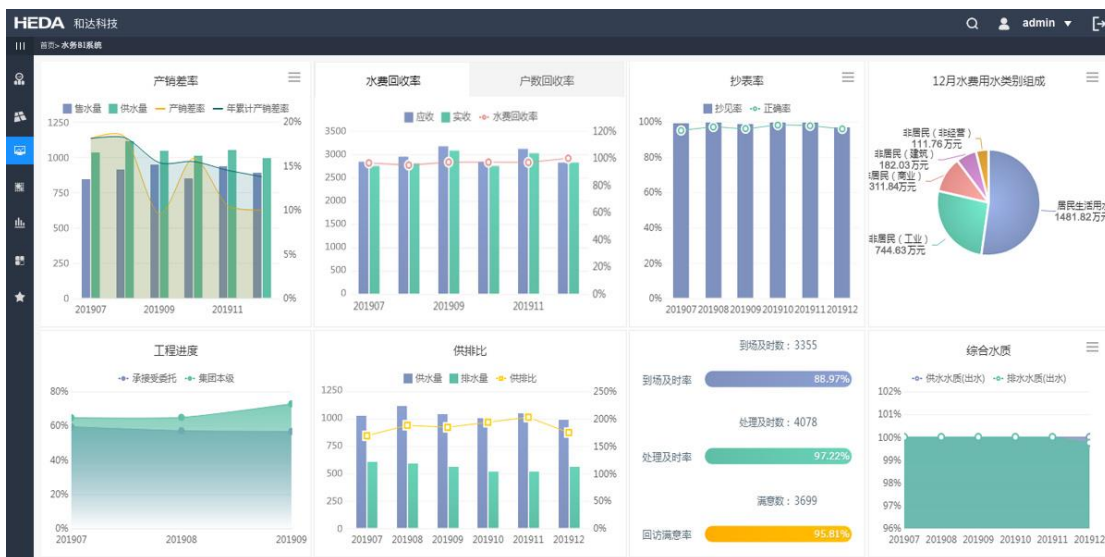 HEDA 和达科技
admin
首页> 水务BI系统
产销差率
售水量 供水量 产销差率 年累计产销差率
1250
1000
750
500
250
0
20%
15%
10%
5%
0%
201907 201909 201911
水费回收率 户数回收率
应收 实收 水费回收率
3500
3000
2500
2000
1500
1000
500
0
120%
100%
80%
60%
40%
20%
0%
201907 201909 201911
抄表率
抄见率 正确率
100%
80%
60%
40%
20%
0%
201907 201908 201909 201910 201911 201912
12月水费用水类别组成
非居民（非经营）
111.76万元
非居民（建筑）
182.03万元
非居民（商业）
311.84万元
居民生活用水
1481.82万元
非居民（工业）
744.63万元
工程进度
承接受委托 集团本级
80%
60%
40%
20%
0%
201907 201908 201909
供排比
供水量 排水量 供排比
1250
1000
750
500
250
0
250%
200%
150%
100%
50%
0%
201907 201908 201909 201910 201911 201912
到场及时数：3355
到场及时率 88.97%
处理及时数：4078
处理及时率 97.22%
满意数：3699
回访满意率 95.81%
综合水质
供水水质(出水) 排水水质(出水)
102%
101%
100%
99%
98%
97%
96%
201907 201908 201909 201910 201911 201912